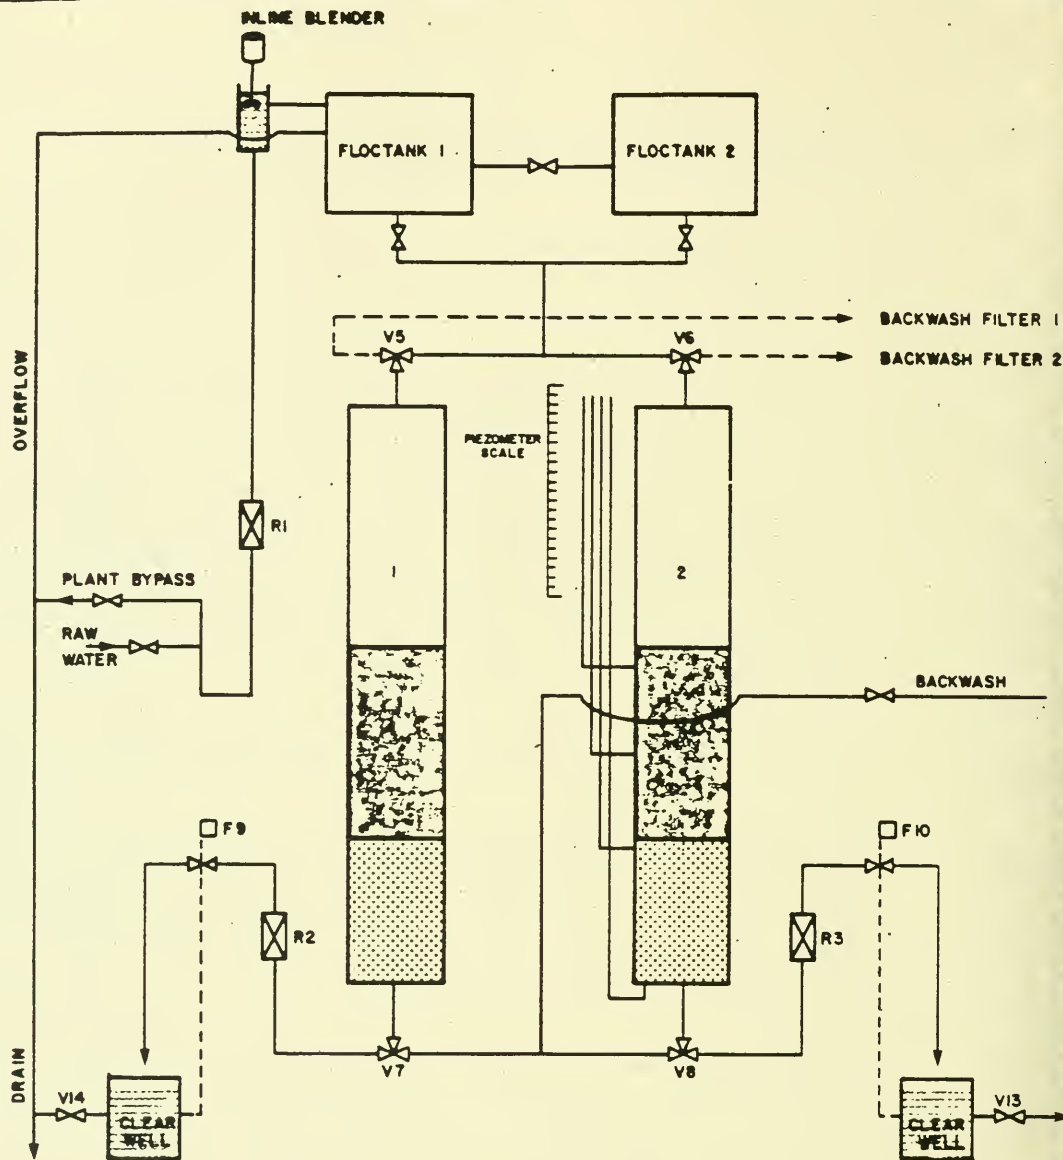 INLINE BLENDER
FLOCTANK 1
FLOCTANK 2
BACKWASH FILTER 1
V5
V6
BACKWASH FILTER 2
OVERFLOW
PIEZOMETER
SCALE
R1
1
2
PLANT BYPASS
RAW
WATER
BACKWASH
F9
F10
R2
R3
V7
V8
DRAIN
V14
CLEAR
WELL
CLEAR
WELL
V13